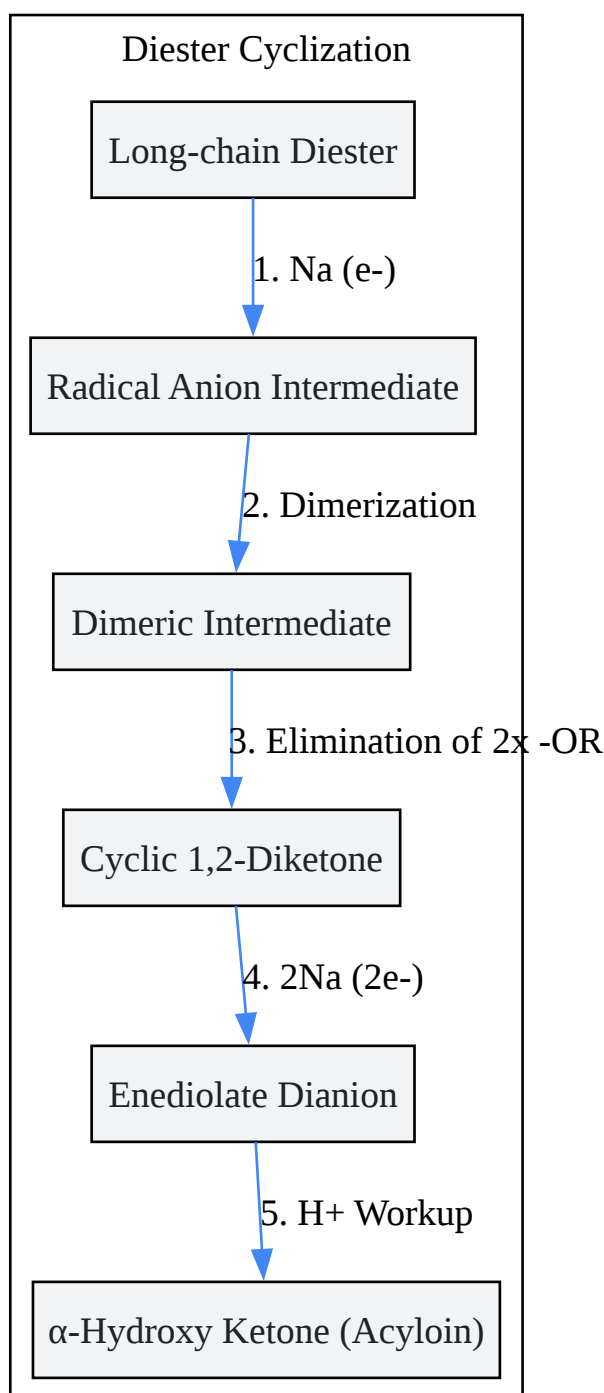 Diester Cyclization
Long-chain Diester
1. Na (e-)
Radical Anion Intermediate
2. Dimerization
Dimeric Intermediate
3. Elimination of 2x -OR
Cyclic 1,2-Diketone
4. 2Na (2e-)
Enediolate Dianion
5. H+ Workup
α-Hydroxy Ketone (Acyloin)